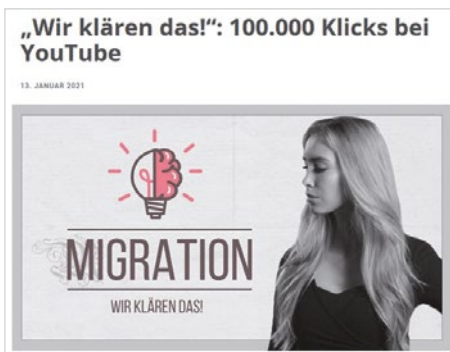 „Wir klären das!“: 100.000 Klicks bei
YouTube
13. JANUAR 2021
MIGRATION
WIR KLÄREN DAS!